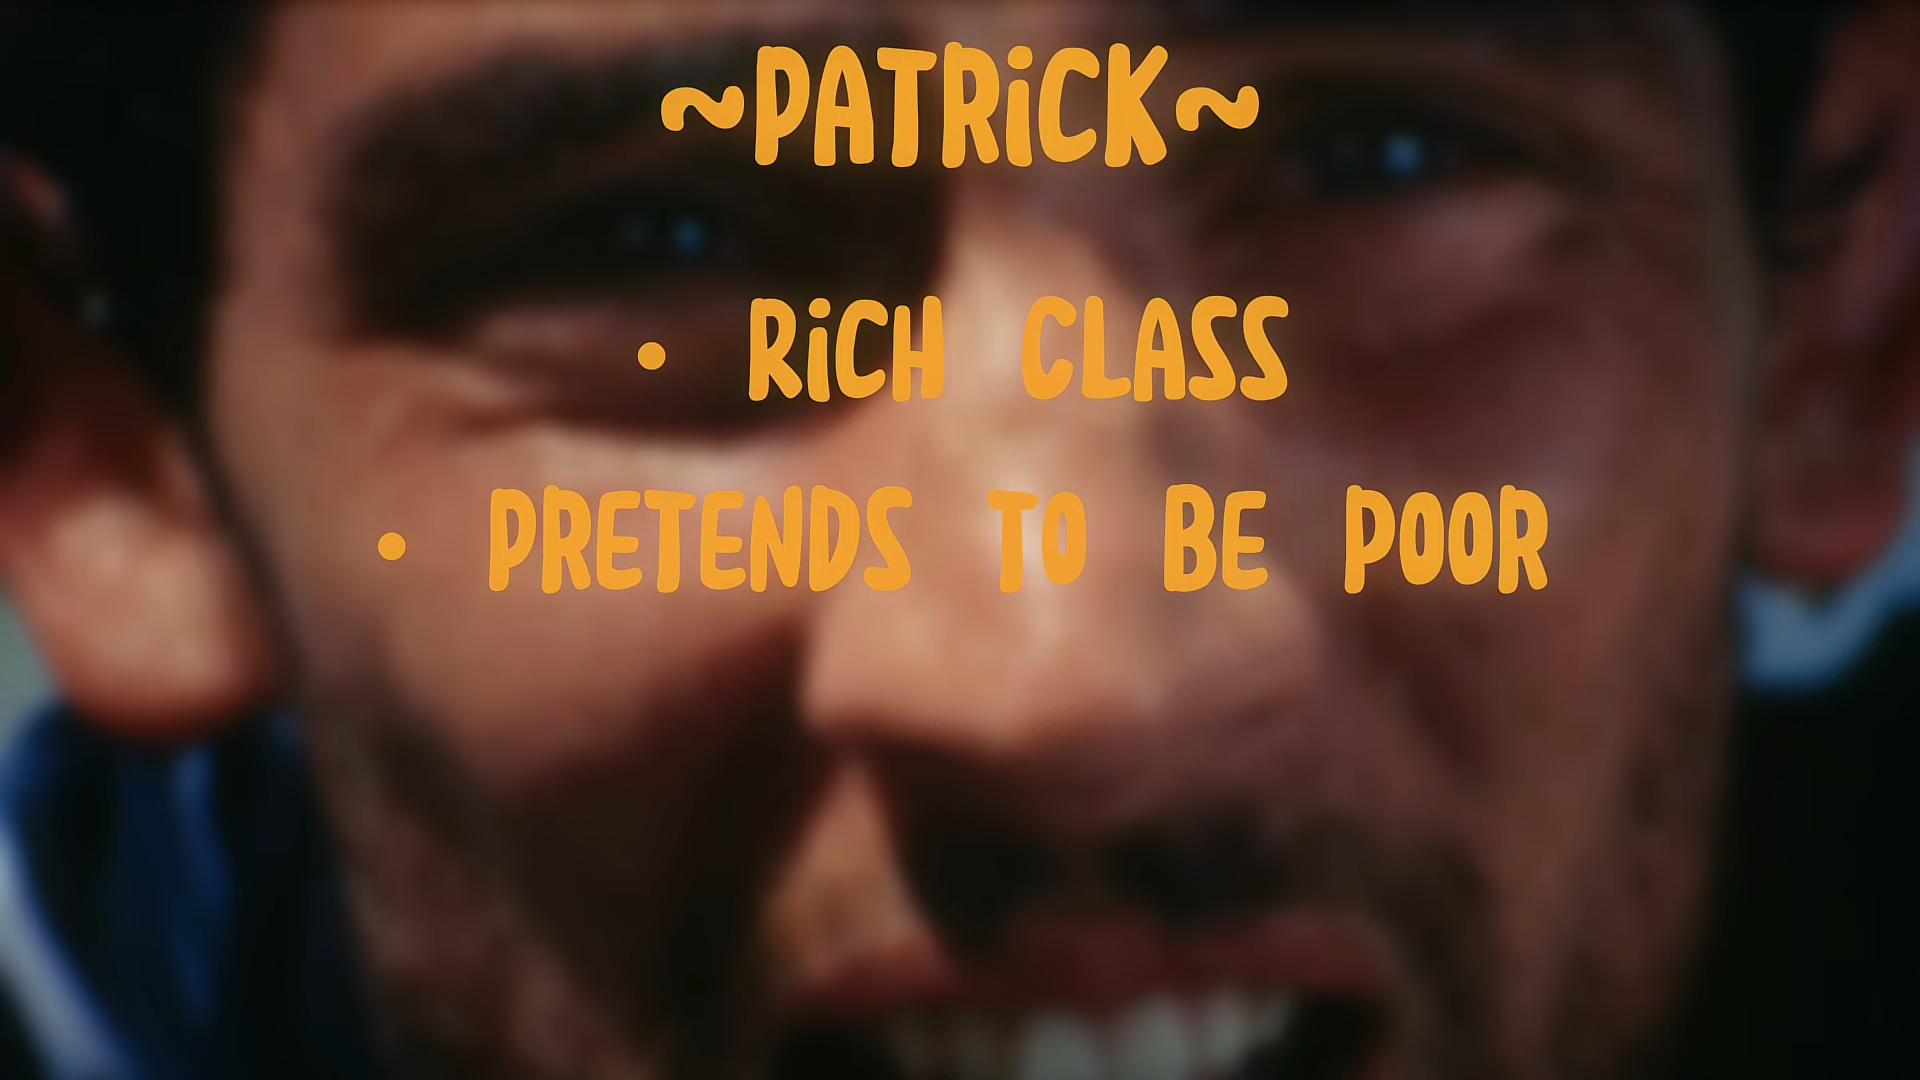 ~PATRiCK~
• RiCH CLASS
• PRETENDS TO BE POOR